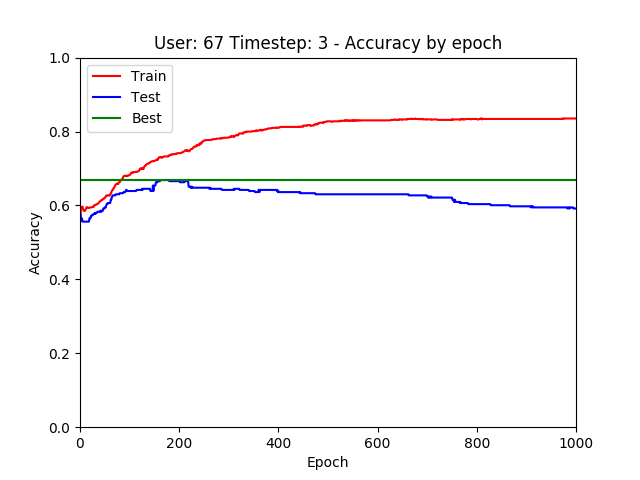 User: 67 Timestep: 3 - Accuracy by epoch
Train
Test
Best
Accuracy
1.0
0.8
0.6
0.4
0.2
0.0
0 200 400 600 800 1000
Epoch